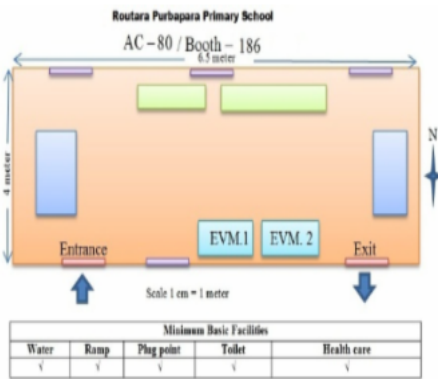 Routara Purbapara Primary School
AC – 80 / Booth – 186
6.5 meter
4 meter
N
EVM.1 EVM. 2
Entrance Exit
Scale 1 cm = 1 meter
Minimum Basic Facilities
Water Ramp Plug point Toilet Health care
√ √ √ √ √